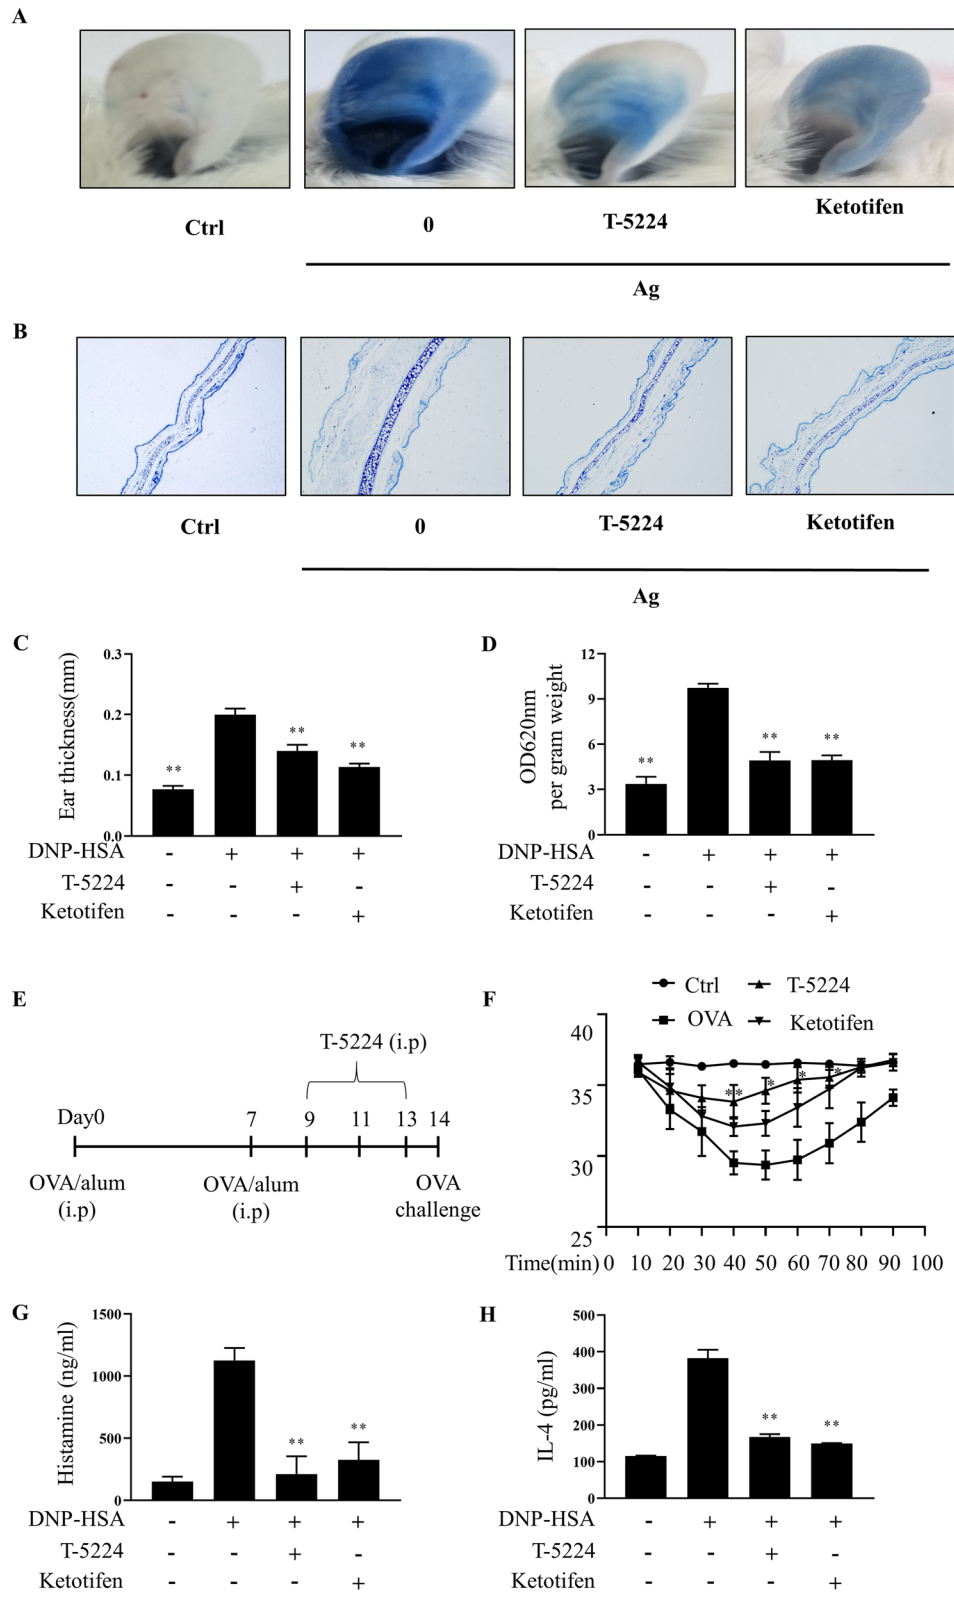 A
Ctrl
0
T-5224
Ketotifen
Ag
B
Ctrl
0
T-5224
Ketotifen
Ag
C
Ear thickness(mm)
0.3
0.2
0.1
0.0
**
**
**
DNP-HSA - + + +
T-5224 - - + -
Ketotifen - - - +
D
OD620nm
per gram weight
12
9
6
3
0
**
**
**
DNP-HSA - + + +
T-5224 - - + -
Ketotifen - - - +
E
T-5224 (i.p)
Day0 7 9 11 13 14
OVA/alum
(i.p)
OVA/alum
(i.p)
OVA
challenge
F
Ctrl T-5224
OVA Ketotifen
40
35
30
25
**
*
*
*
Time(min) 0 10 20 30 40 50 60 70 80 90 100
G
Histamine (ng/ml)
1500
1000
500
0
**
**
DNP-HSA - + + +
T-5224 - - + -
Ketotifen - - - +
H
IL-4 (pg/ml)
500
400
300
200
100
0
**
**
DNP-HSA - + + +
T-5224 - - + -
Ketotifen - - - +